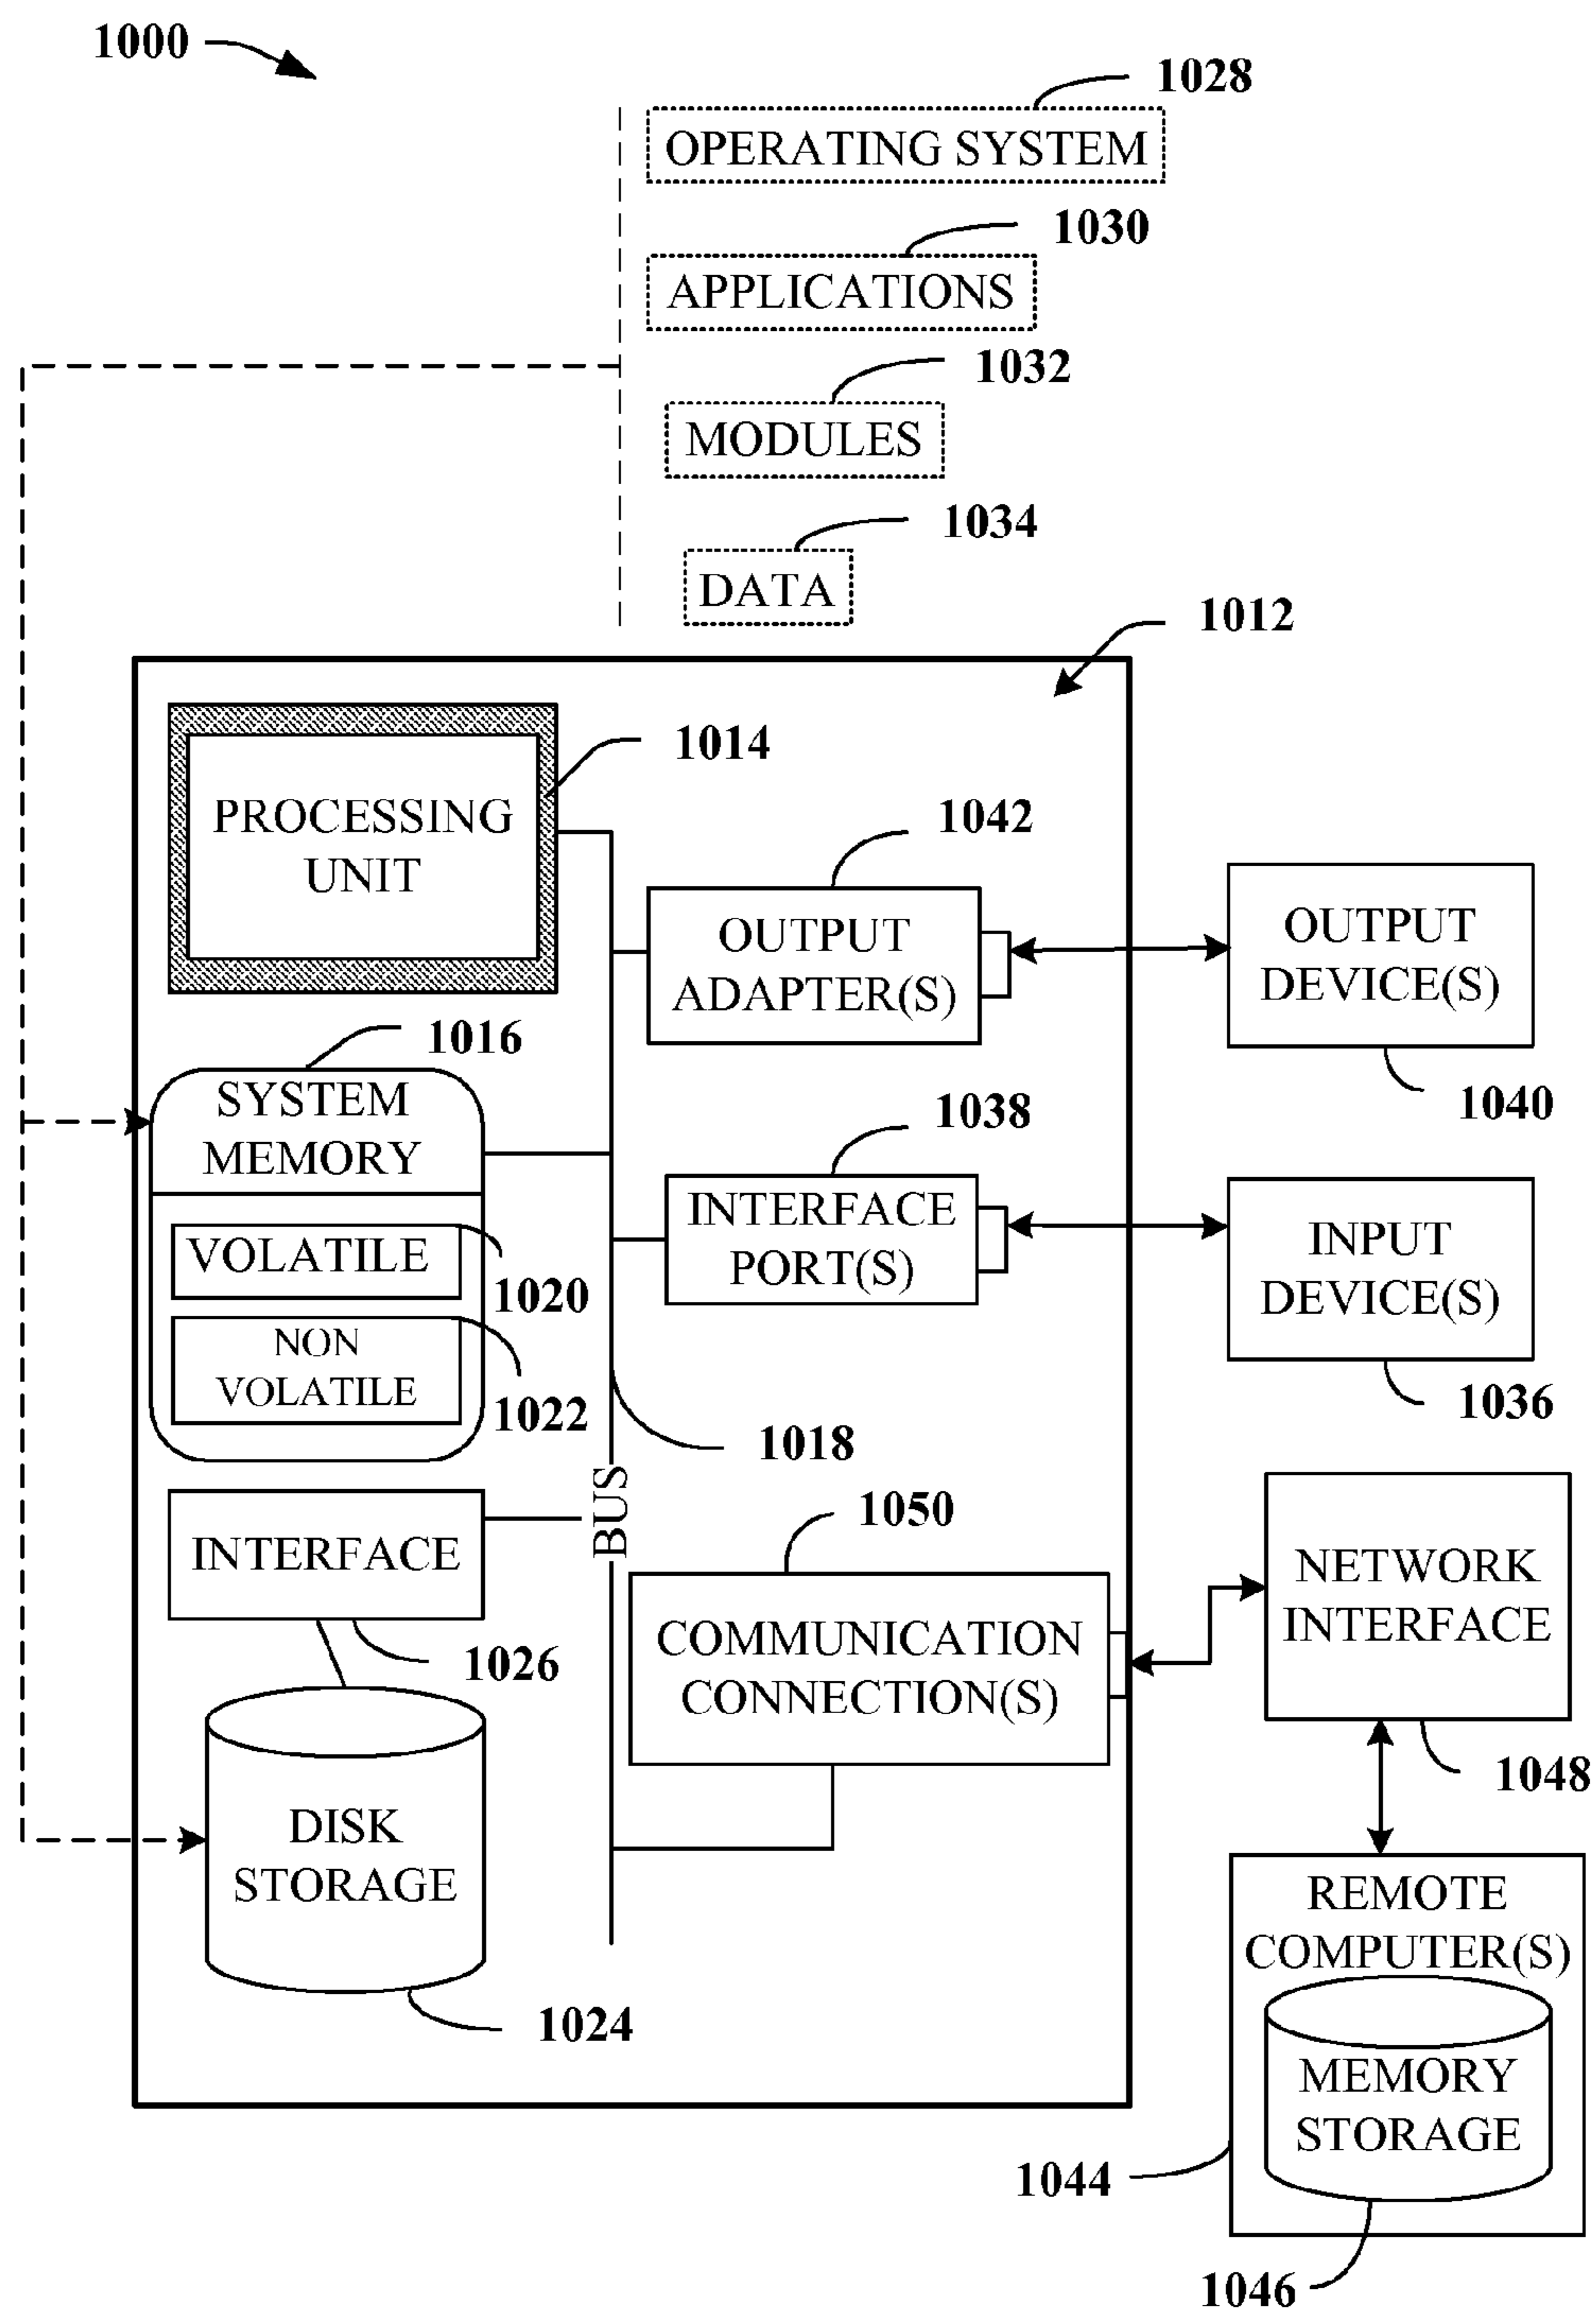 1000
1028
OPERATING SYSTEM
1030
APPLICATIONS
1032
MODULES
1034
DATA
1012
1014
PROCESSING
UNIT
1042
OUTPUT
ADAPTER(S)
OUTPUT
DEVICE(S)
1040
1016
SYSTEM
MEMORY
1038
INTERFACE
PORT(S)
INPUT
DEVICE(S)
1036
VOLATILE
1020
NON
VOLATILE
1022
1018
BUS
INTERFACE
1026
1050
COMMUNICATION
CONNECTION(S)
NETWORK
INTERFACE
1048
DISK
STORAGE
1024
REMOTE
COMPUTER(S)
MEMORY
STORAGE
1044
1046